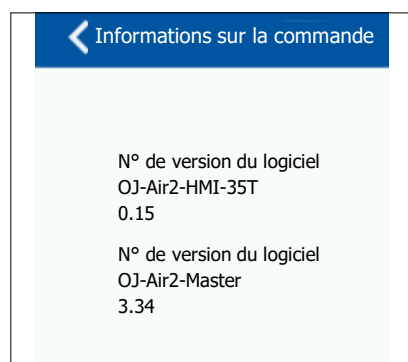 Informations sur la commande
N° de version du logiciel
OJ-Air2-HMI-35T
0.15
N° de version du logiciel
OJ-Air2-Master
3.34